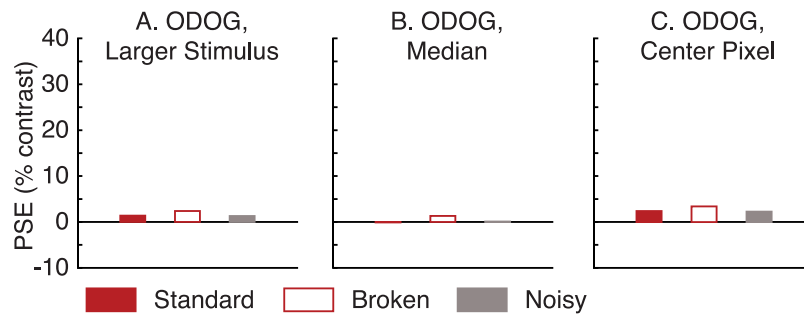 A. ODOG,
Larger Stimulus
B. ODOG,
Median
C. ODOG,
Center Pixel
PSE (% contrast)
40
30
20
10
0
-10
Standard
Broken
Noisy